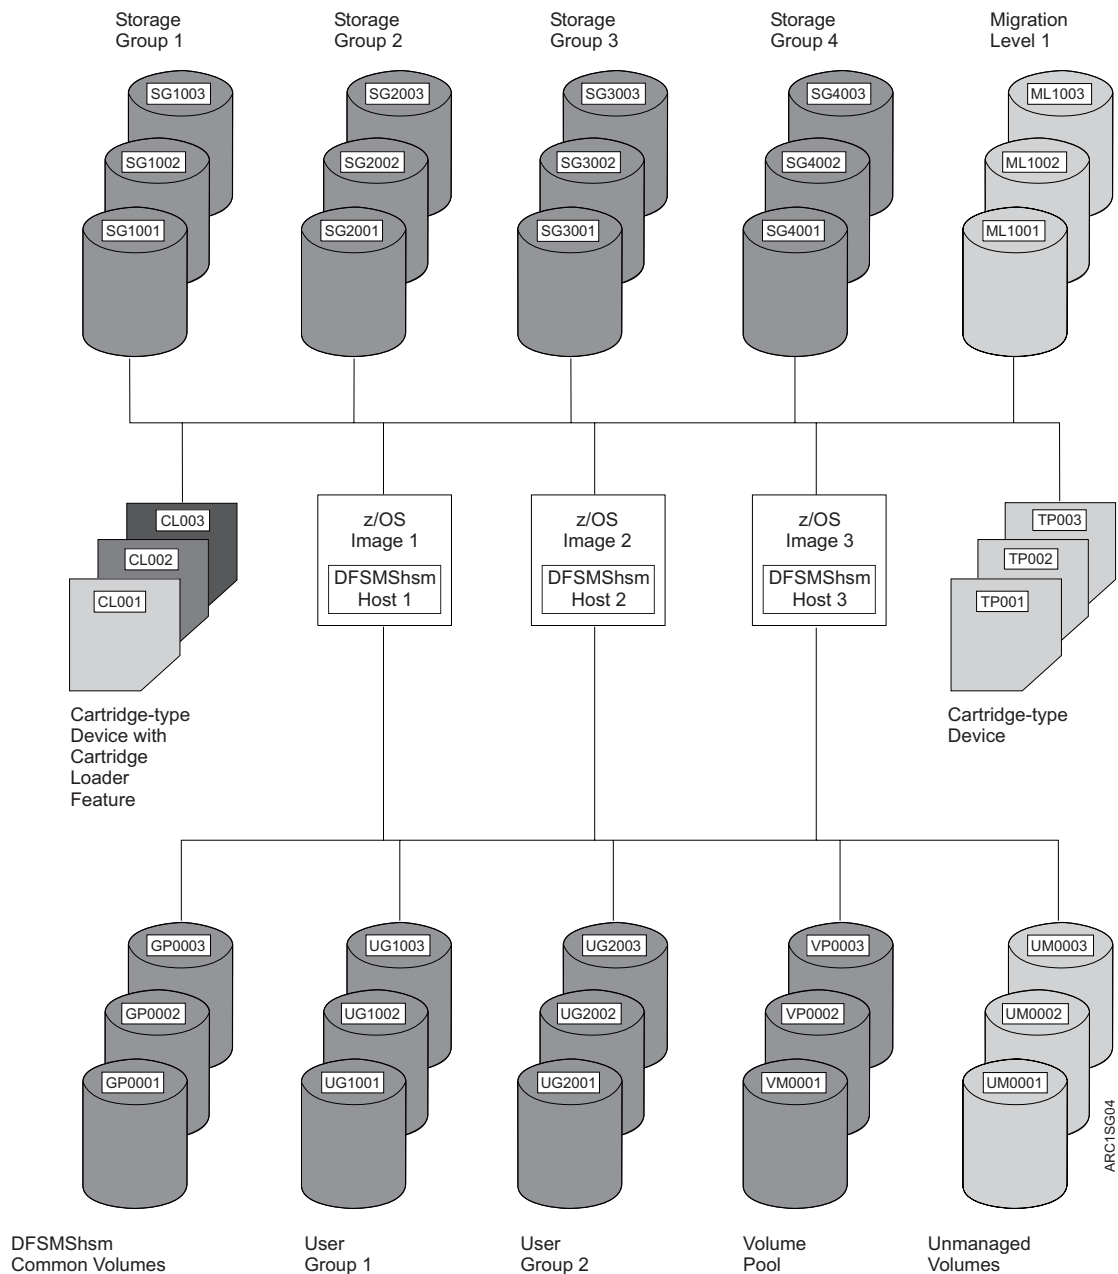 Storage
Group 1
Storage
Group 2
Storage
Group 3
Storage
Group 4
Migration
Level 1
SG1003
SG2003
SG3003
SG4003
ML1003
SG1002
SG2002
SG3002
SG4002
ML1002
SG1001
SG2001
SG3001
SG4001
ML1001
CL003
CL002
CL001
Cartridge-type
Device with
Cartridge
Loader
Feature
z/OS
Image 1
DFSMShsm
Host 1
z/OS
Image 2
DFSMShsm
Host 2
z/OS
Image 3
DFSMShsm
Host 3
TP003
TP002
TP001
Cartridge-type
Device
GP0003
UG1003
UG2003
VP0003
UM0003
GP0002
UG1002
UG2002
VP0002
UM0002
GP0001
UG1001
UG2001
VM0001
UM0001
ARC1SG04
DFSMShsm
Common Volumes
User
Group 1
User
Group 2
Volume
Pool
Unmanaged
Volumes